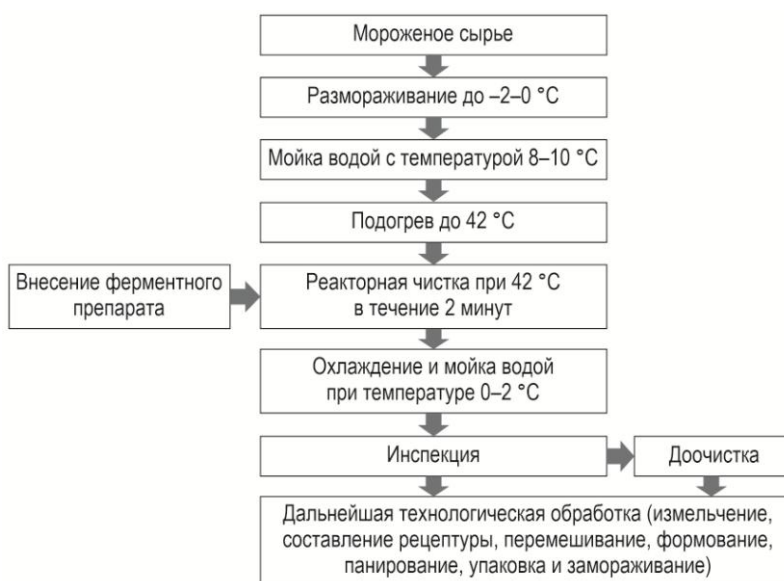 Мороженое сырье
Размораживание до –2–0 °C
Мойка водой с температурой 8–10 °C
Подогрев до 42 °C
Внесение ферментного
препарата
Реакторная чистка при 42 °C
в течение 2 минут
Охлаждение и мойка водой
при температуре 0–2 °C
Инспекция
Доочистка
Дальнейшая технологическая обработка (измельчение,
составление рецептуры, перемешивание, формование,
панирование, упаковка и замораживание)